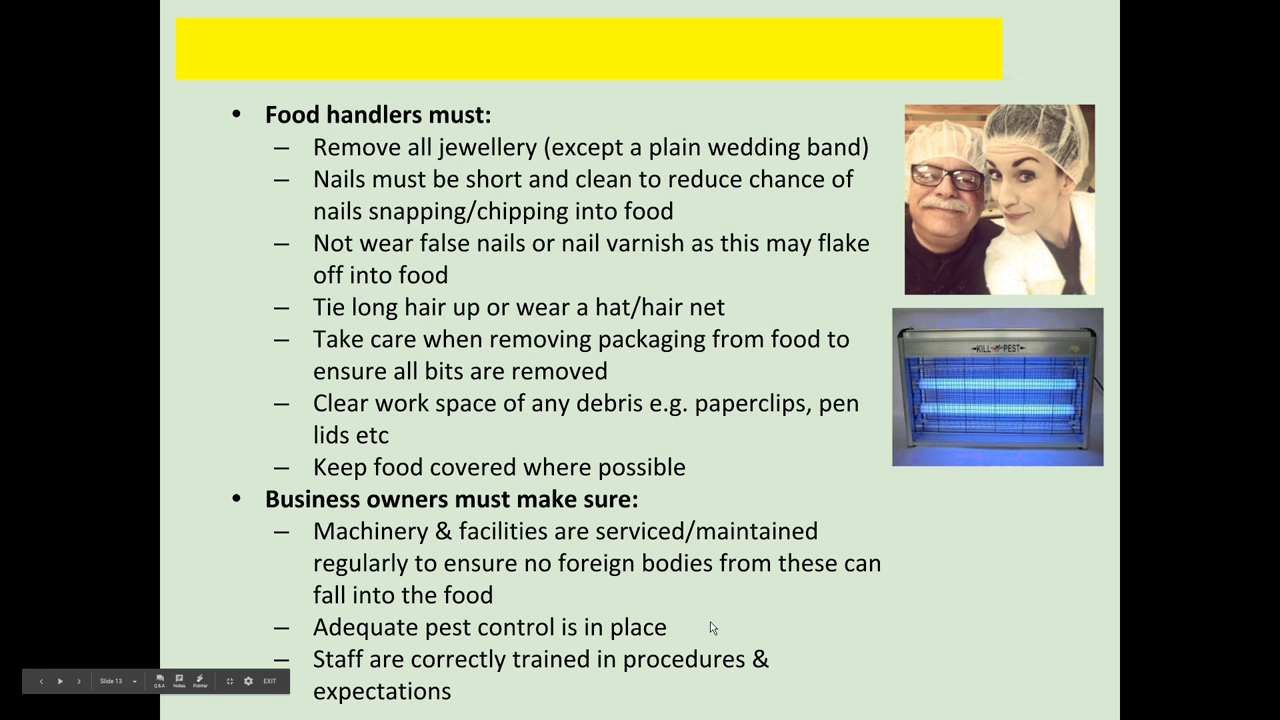 • Food handlers must:
– Remove all jewellery (except a plain wedding band)
– Nails must be short and clean to reduce chance of
nails snapping/chipping into food
– Not wear false nails or nail varnish as this may flake
off into food
– Tie long hair up or wear a hat/hair net
– Take care when removing packaging from food to
ensure all bits are removed
– Clear work space of any debris e.g. paperclips, pen
lids etc
– Keep food covered where possible
• Business owners must make sure:
– Machinery & facilities are serviced/maintained
regularly to ensure no foreign bodies from these can
fall into the food
– Adequate pest control is in place
– Staff are correctly trained in procedures &
expectations
KILL PEST
Slide 13 Q&A Notes Pointer EXIT